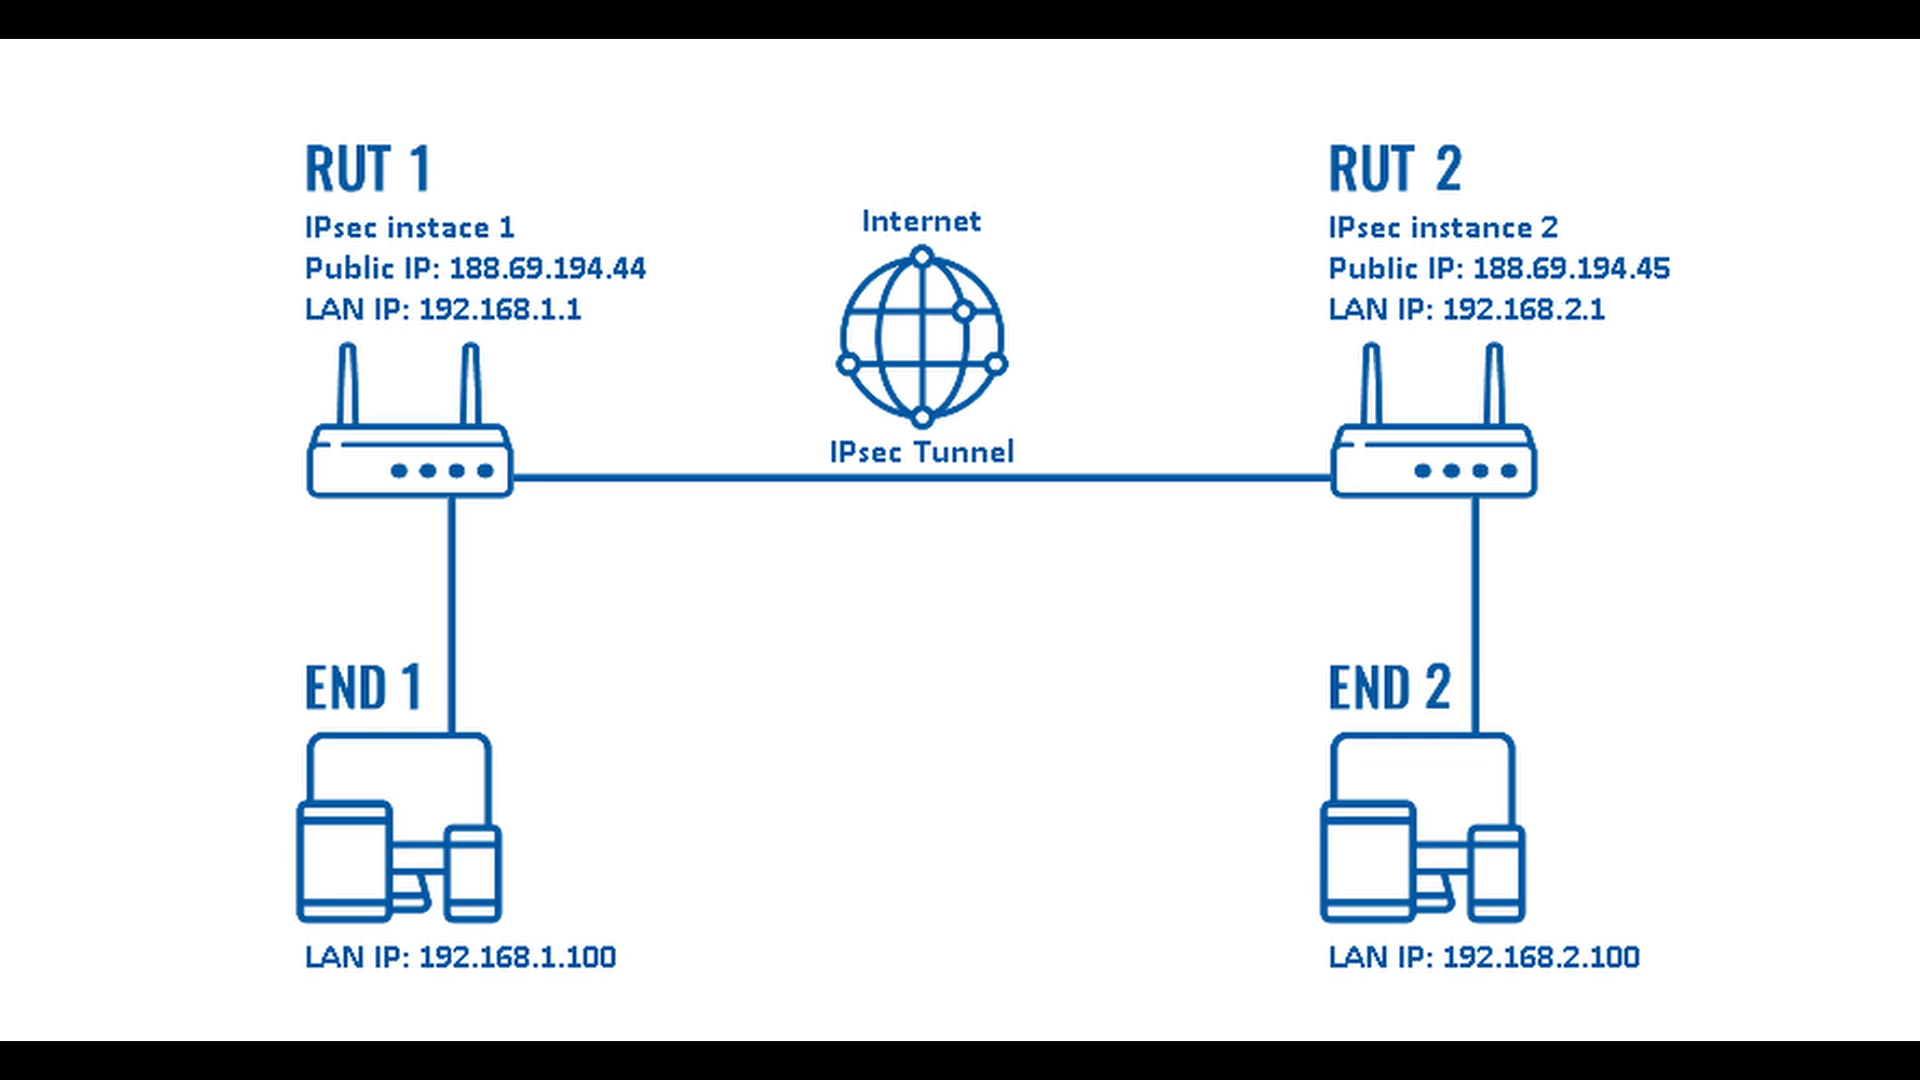 RUT 1
IPsec instace 1
Public IP: 188.69.194.44
LAN IP: 192.168.1.1
Internet
IPsec Tunnel
RUT 2
IPsec instance 2
Public IP: 188.69.194.45
LAN IP: 192.168.2.1
END 1
LAN IP: 192.168.1.100
END 2
LAN IP: 192.168.2.100